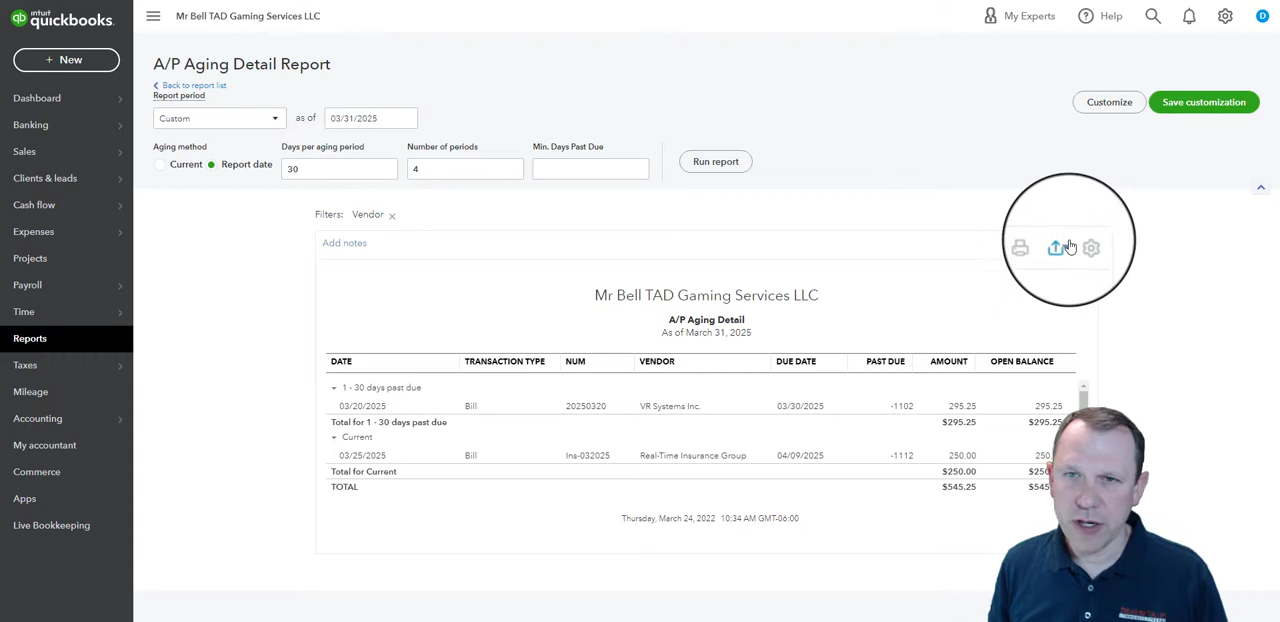 intuit
quickbooks.
Mr Bell TAD Gaming Services LLC
My Experts
Help
D
+ New
Dashboard
Banking
Sales
Clients & leads
Cash flow
Expenses
Projects
Payroll
Time
Reports
Taxes
Mileage
Accounting
My accountant
Commerce
Apps
Live Bookkeeping
A/P Aging Detail Report
Back to report list
Report period
Custom as of 03/31/2025
Customize
Save customization
Aging method Days per aging period Number of periods Min. Days Past Due
Current Report date 30 4
Run report
Filters: Vendor
Add notes
Mr Bell TAD Gaming Services LLC
A/P Aging Detail
As of March 31, 2025
DATE TRANSACTION TYPE NUM VENDOR DUE DATE PAST DUE AMOUNT OPEN BALANCE
1 - 30 days past due
03/20/2025 Bill 20250320 VR Systems Inc. 03/30/2025 -1102 295.25 295.25
Total for 1 - 30 days past due $295.25 $295.25
Current
03/25/2025 Bill Ins-032025 Real-Time Insurance Group 04/09/2025 -1112 250.00 250.
Total for Current $250.00 $250
TOTAL $545.25 $545
Thursday, March 24, 2022 10:34 AM GMT-06:00